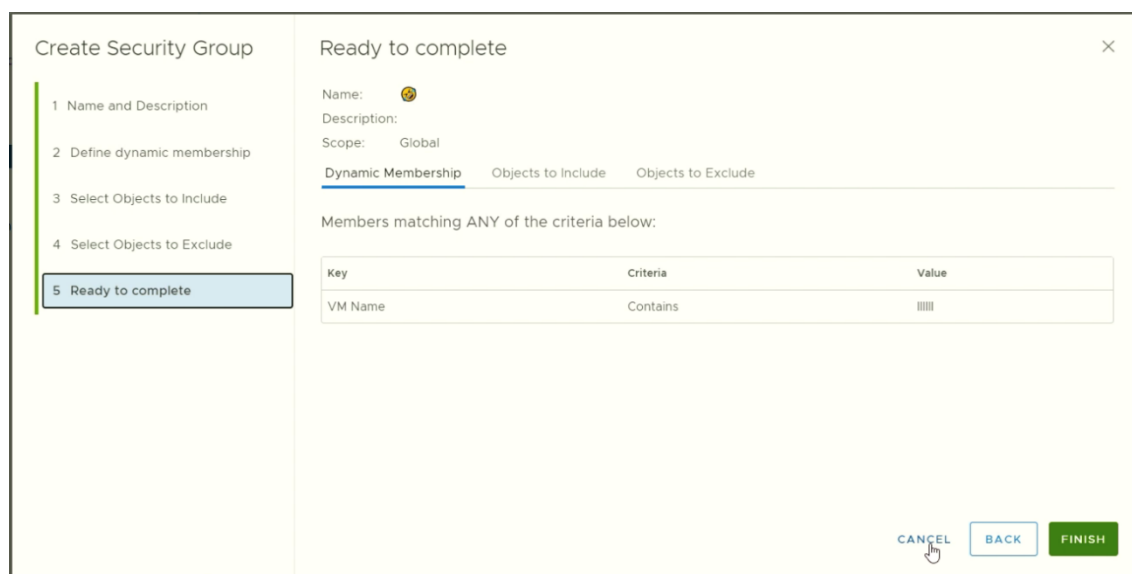 Create Security Group
1 Name and Description
2 Define dynamic membership
3 Select Objects to Include
4 Select Objects to Exclude
5 Ready to complete
Ready to complete
Name: 🤣
Description:
Scope: Global
Dynamic Membership Objects to Include Objects to Exclude
Members matching ANY of the criteria below:
Key Criteria Value
VM Name Contains
CANCEL BACK FINISH